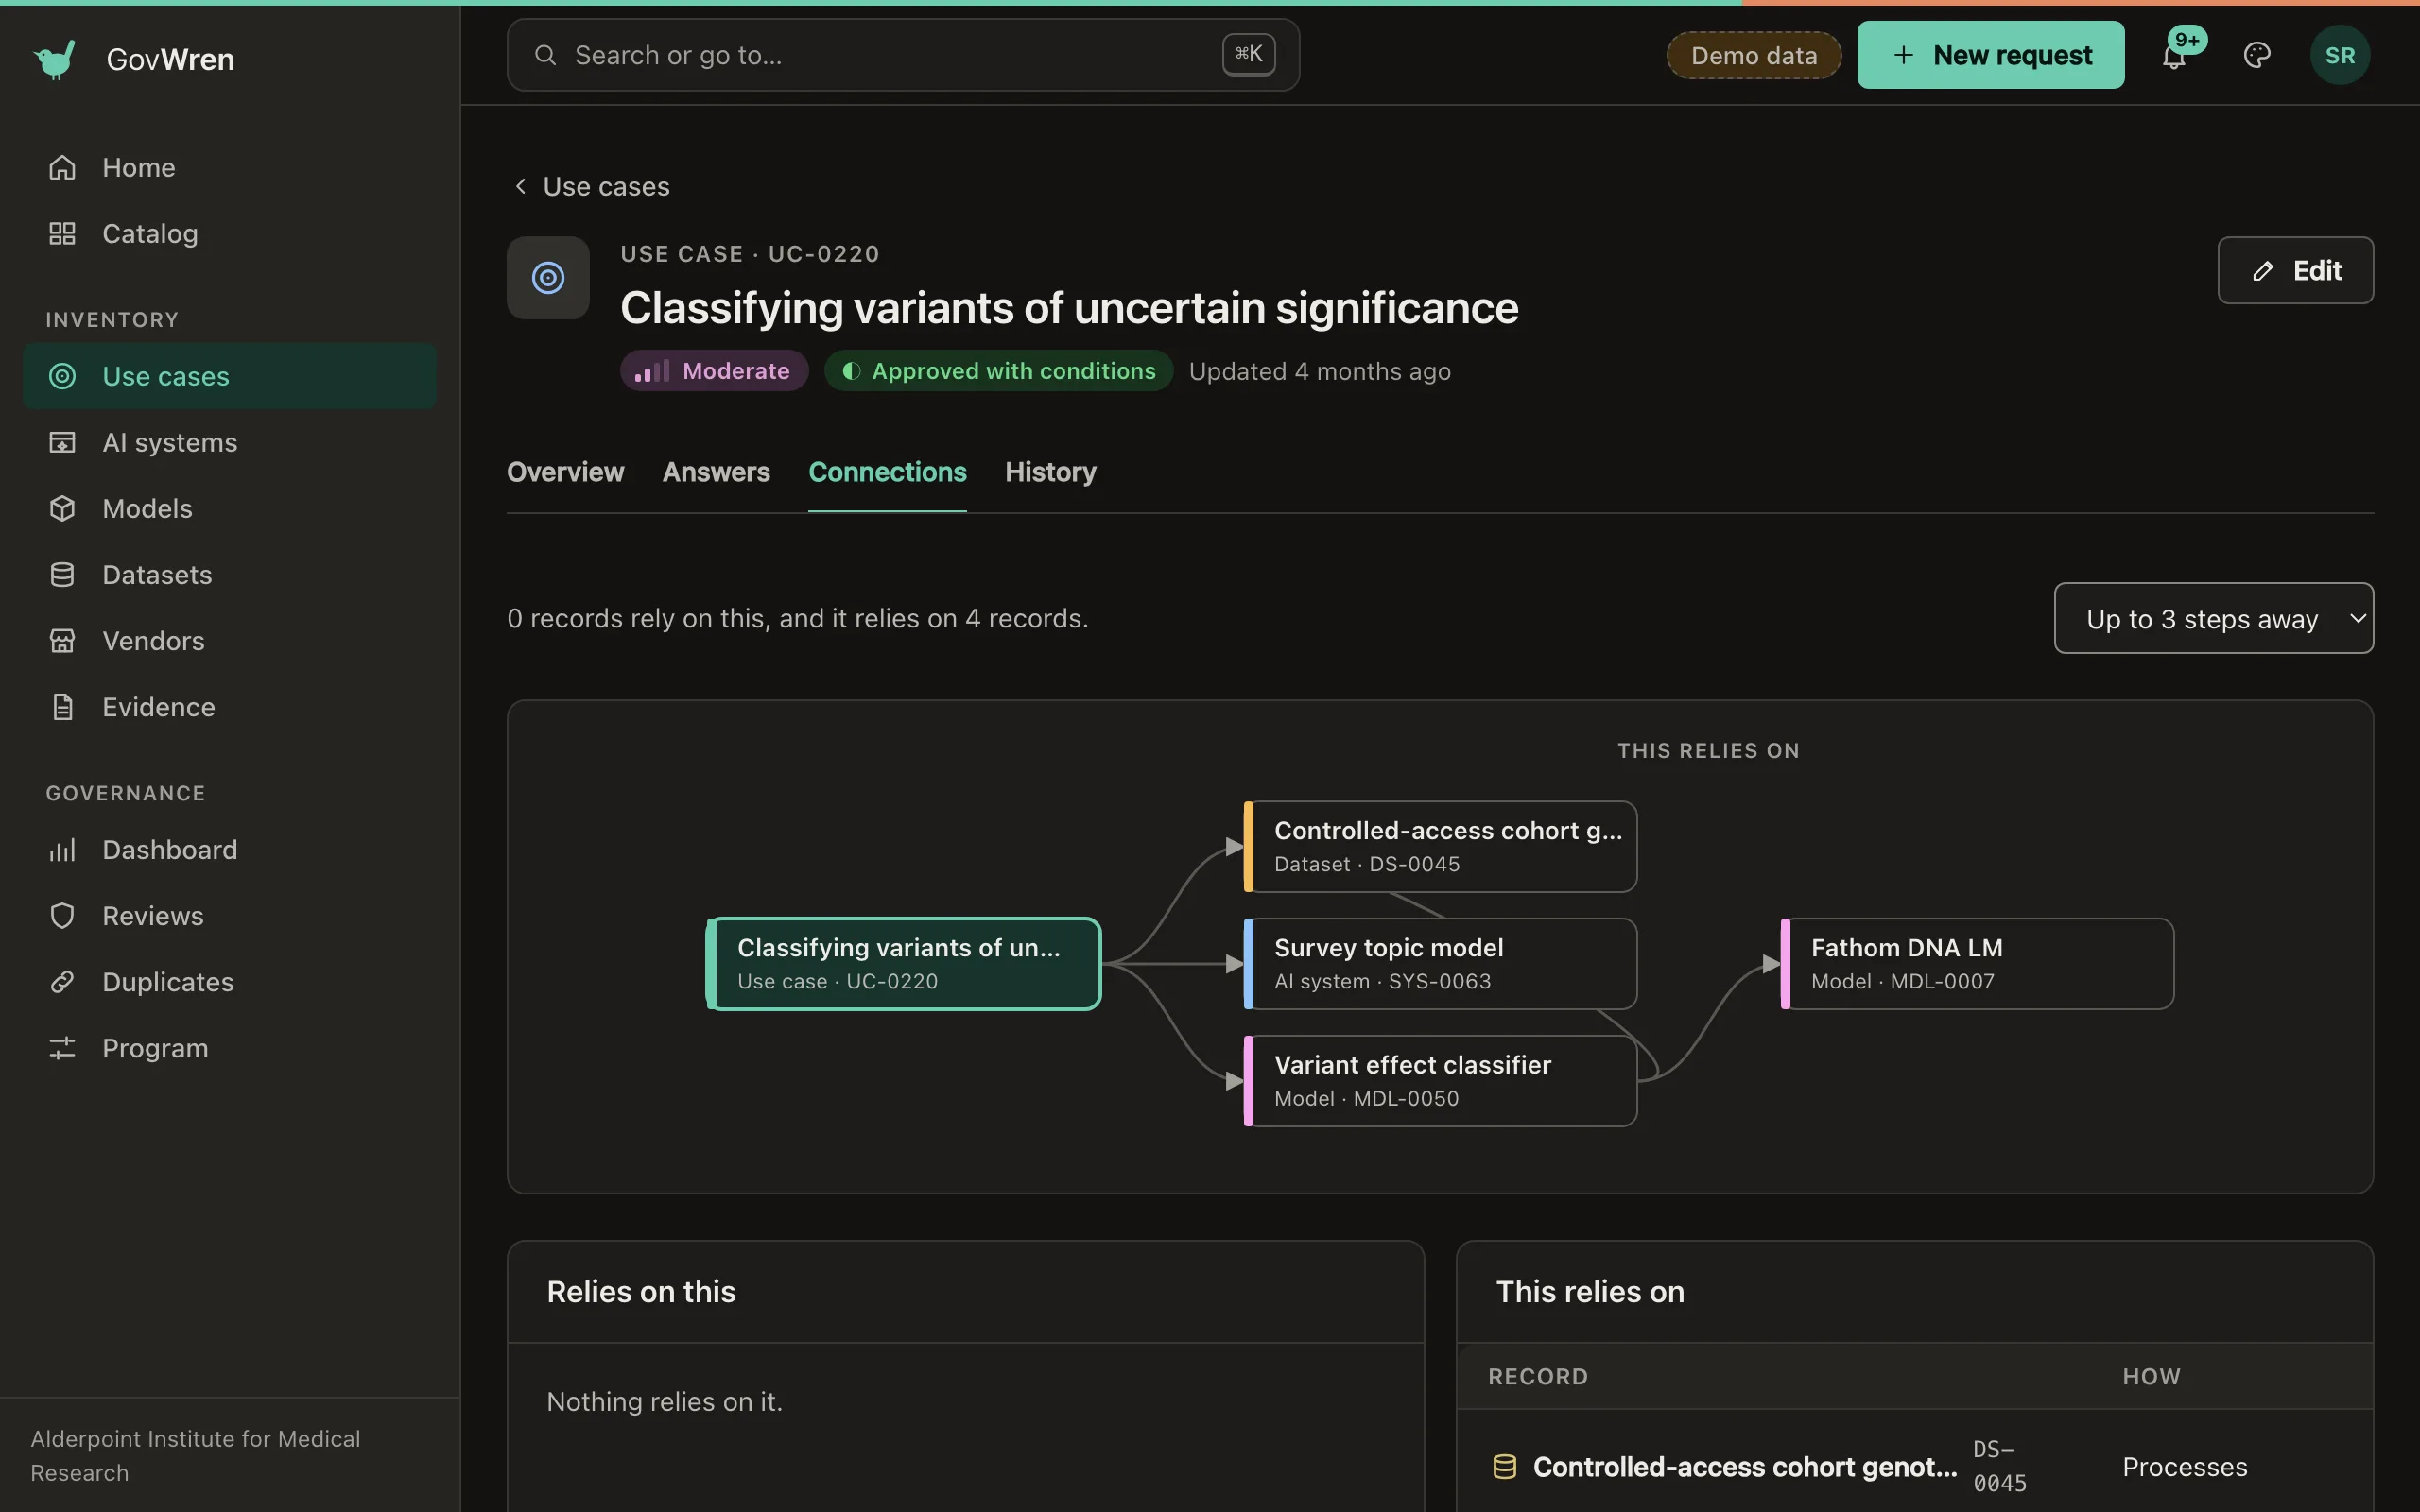 GovWren
Search or go to...
⌘K
Demo data
New request
9+
SR
Home
Catalog
INVENTORY
Use cases
AI systems
Models
Datasets
Vendors
Evidence
GOVERNANCE
Dashboard
Reviews
Duplicates
Program
Alderpoint Institute for Medical
Research
Use cases
USE CASE · UC-0220
Classifying variants of uncertain significance
Edit
Moderate
Approved with conditions
Updated 4 months ago
Overview
Answers
Connections
History
0 records rely on this, and it relies on 4 records.
Up to 3 steps away
THIS RELIES ON
Controlled-access cohort g...
Dataset · DS-0045
Classifying variants of un...
Use case · UC-0220
Survey topic model
AI system · SYS-0063
Fathom DNA LM
Model · MDL-0007
Variant effect classifier
Model · MDL-0050
Relies on this
Nothing relies on it.
This relies on
RECORD
HOW
Controlled-access cohort genot...
DS-
0045
Processes